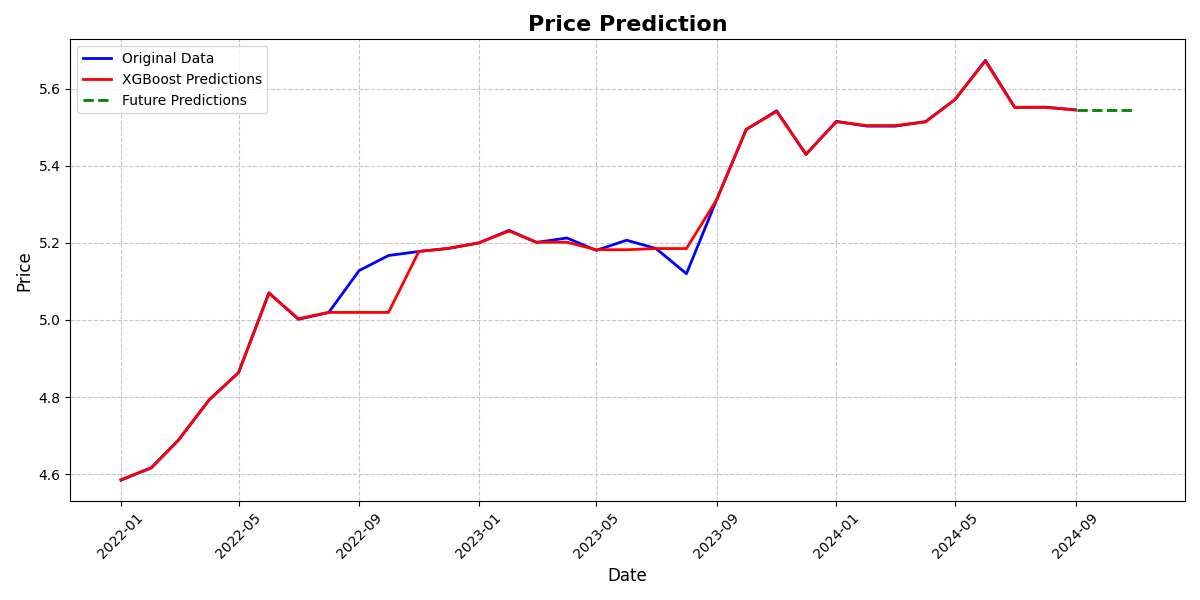 Price Prediction
Original Data
XGBoost Predictions
Future Predictions
Price
5.6
5.4
5.2
5.0
4.8
4.6
2022-01
2022-05
2022-09
2023-01
2023-05
2023-09
2024-01
2024-05
2024-09
Date